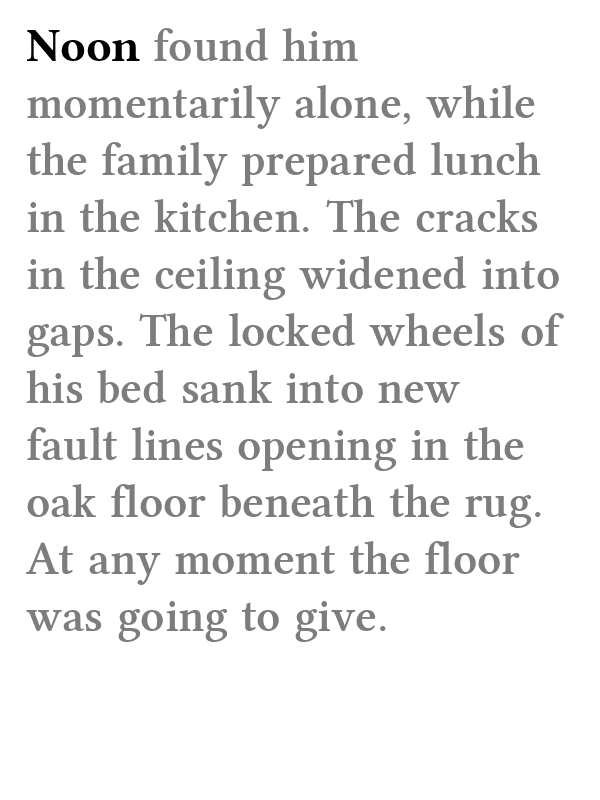 Noon found him
momentarily alone, while
the family prepared lunch
in the kitchen. The cracks
in the ceiling widened into
gaps. The locked wheels of
his bed sank into new
fault lines opening in the
oak floor beneath the rug.
At any moment the floor
was going to give.